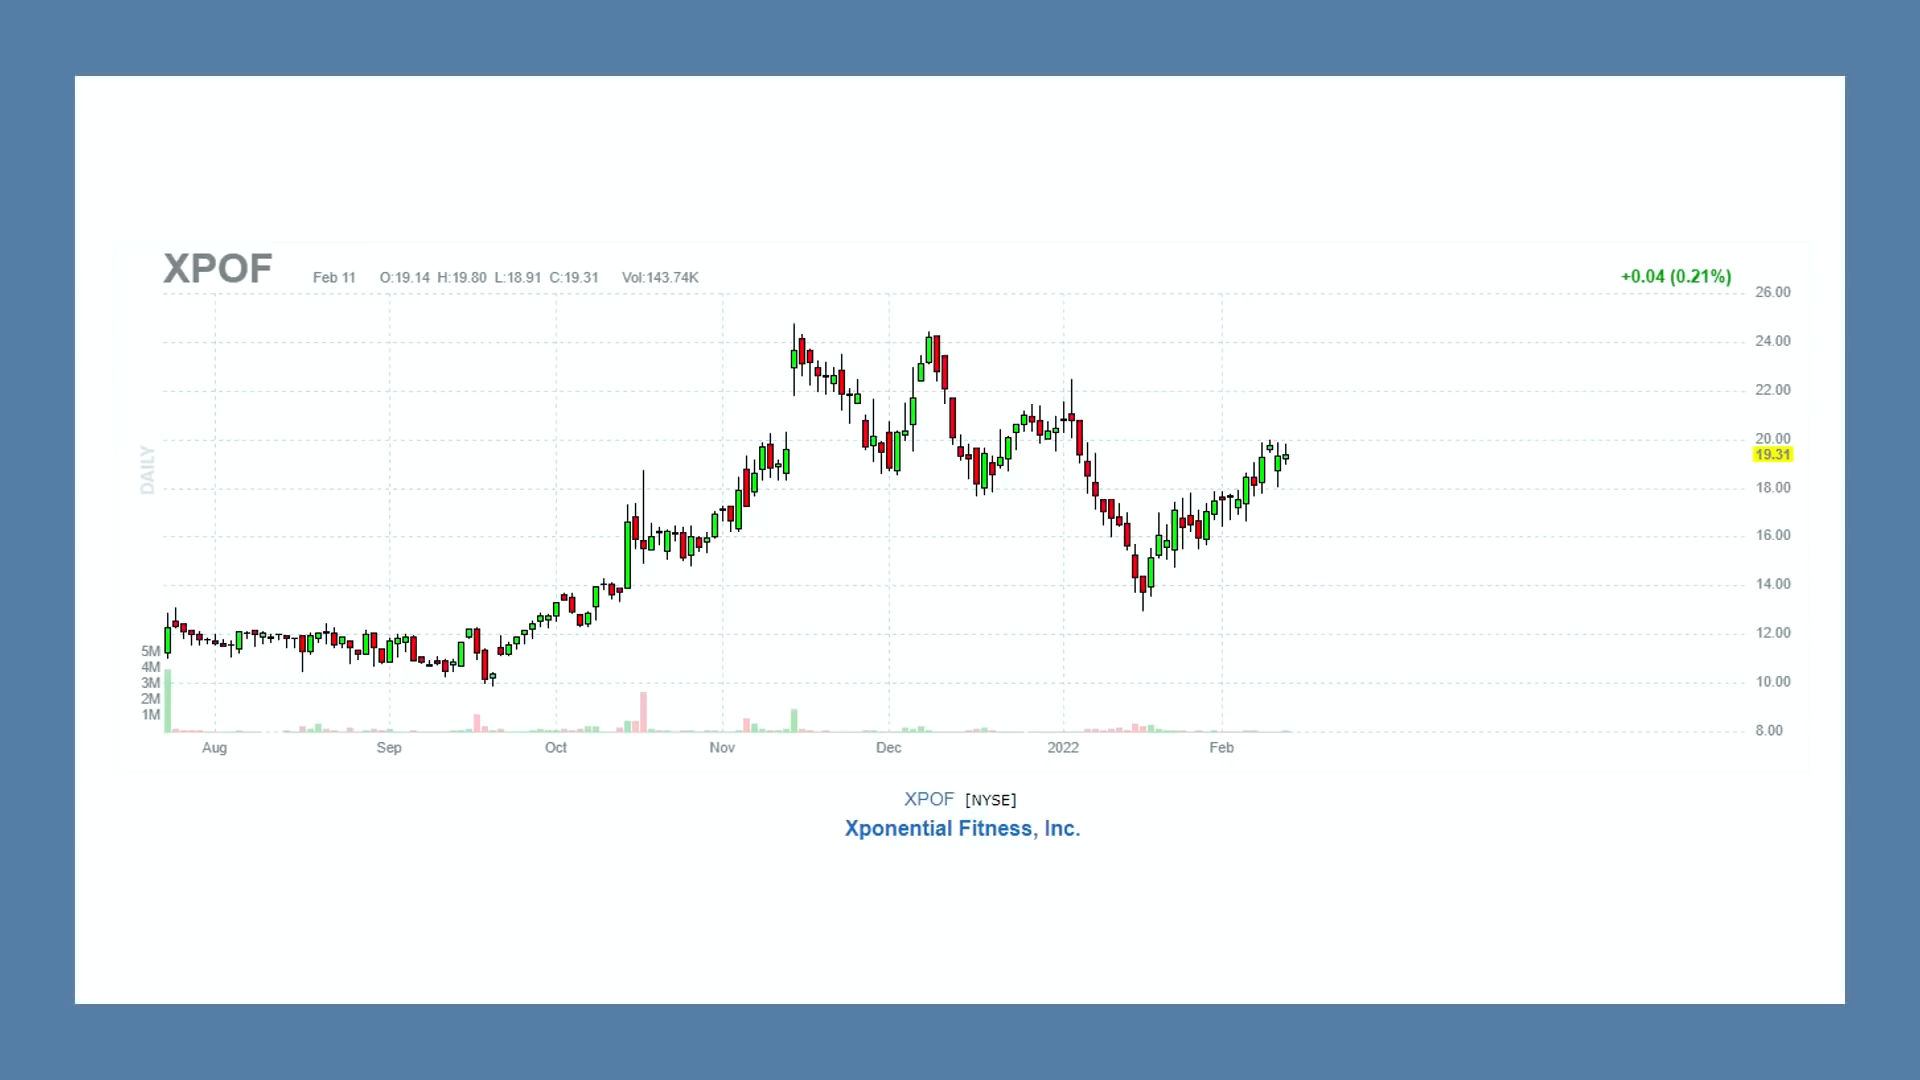 XPOF Feb 11 O:19.14 H:19.80 L:18.91 C:19.31 Vol:143.74K +0.04 (0.21%)
26.00
24.00
22.00
20.00
19.31
18.00
16.00
14.00
12.00
10.00
8.00
DAILY
5M
4M
3M
2M
1M
Aug Sep Oct Nov Dec 2022 Feb
XPOF [NYSE]
Xponential Fitness, Inc.